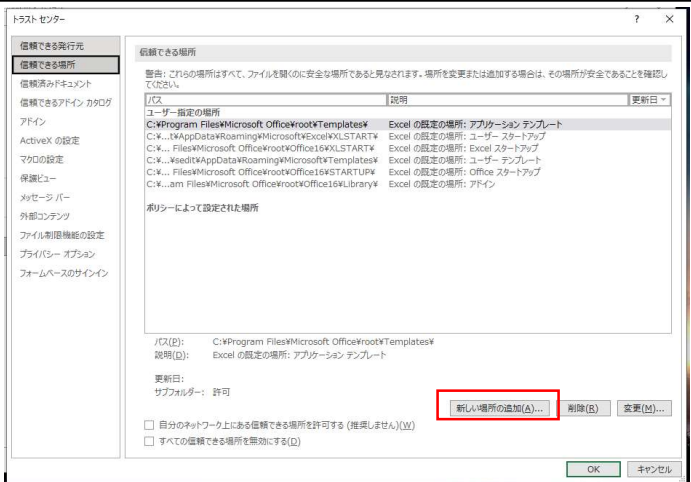 トラスト センター
? ×
信頼できる発行元
信頼できる場所
信頼済みドキュメント
信頼できるアドイン カタログ
アドイン
ActiveX の設定
マクロの設定
保護ビュー
メッセージ バー
外部コンテンツ
ファイル制限機能の設定
プライバシー オプション
フォームベースのサインイン
信頼できる場所
警告: これらの場所はすべて、ファイルを開くのに安全な場所であると見なされます。場所を変更または追加する場合は、その場所が安全であることを確認し
てください。
パス 説明 更新日
ユーザー指定の場所
C:¥Program Files¥Microsoft Office¥root¥Templates¥ Excel の既定の場所: アプリケーション テンプレート
C:¥...t¥AppData¥Roaming¥Microsoft¥Excel¥XLSTART¥ Excel の既定の場所: ユーザー スタートアップ
C:¥... Files¥Microsoft Office¥root¥Office16¥XLSTART¥ Excel の既定の場所: Excel スタートアップ
C:¥...¥sedit¥AppData¥Roaming¥Microsoft¥Templates¥ Excel の既定の場所: ユーザー テンプレート
C:¥... Files¥Microsoft Office¥root¥Office16¥STARTUP¥ Excel の既定の場所: Office スタートアップ
C:¥...am Files¥Microsoft Office¥root¥Office16¥Library¥ Excel の既定の場所: アドイン
ポリシーによって設定された場所
パス(P): C:¥Program Files¥Microsoft Office¥root¥Templates¥
説明(D): Excel の既定の場所: アプリケーション テンプレート
更新日:
サブフォルダー: 許可
新しい場所の追加(A)... 削除(R) 変更(M)...
自分のネットワーク上にある信頼できる場所を許可する (推奨しません)(W)
すべての信頼できる場所を無効にする(D)
OK キャンセル